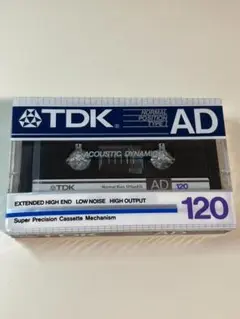 TDK
NORMAL
POSITION
TYPE I
AD
ACOUSTIC DYNAMIC
TDK
AD
120
EXTENDED HIGH END LOW NOISE HIGH OUTPUT
Super Precision Cassette Mechanism
120